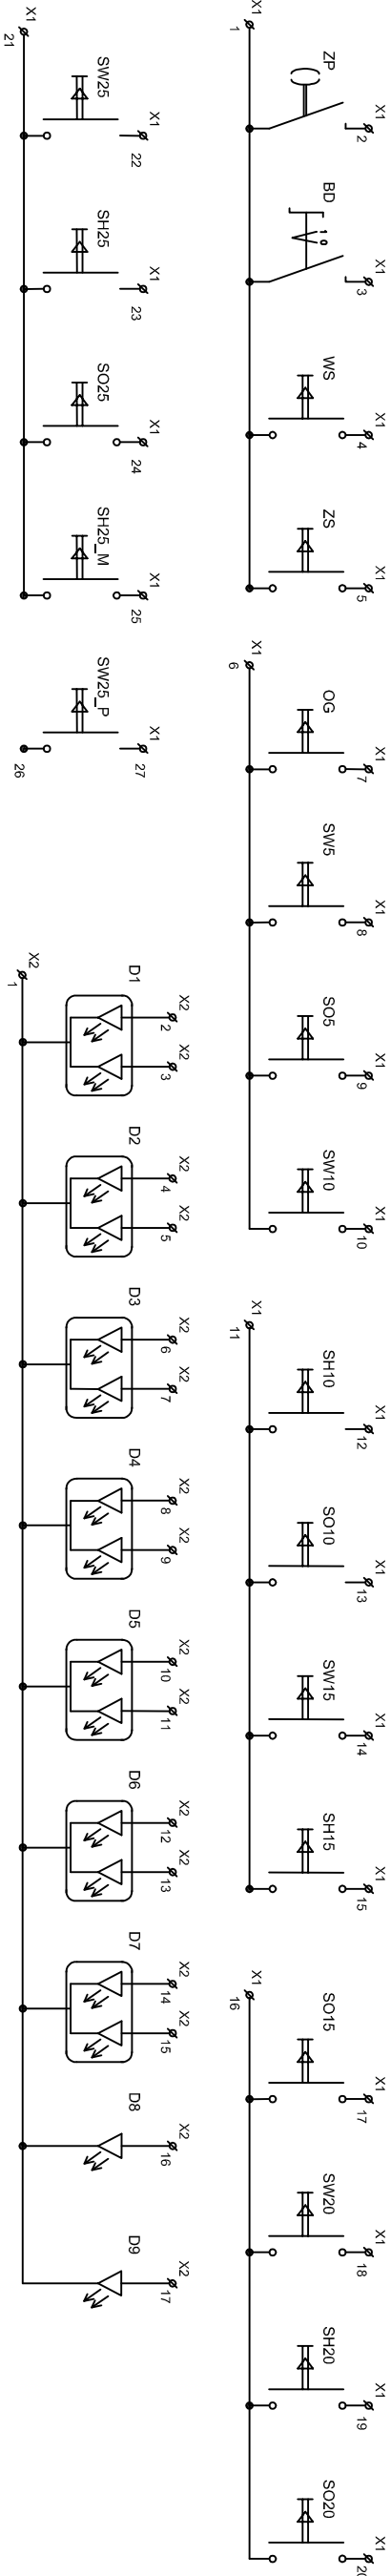 X1 X1 X1 X1 X1 X1 X1 X1 X1 X1 X1 X1 X1 X1 X1 X1
2 3 4 5 7 8 9 10 12 13 14 15 17 18 19 20
ZP BD WS ZS OG SW5 SO5 SW10 SH10 SO10 SW15 SH15 SO15 SW20 SH20 SO20
1 0
X1 X1 X1 X1
1 6 11 16
X1 X1 X1 X1 X1 X2 X2 X2 X2 X2 X2 X2 X2 X2 X2 X2 X2 X2 X2 X2 X2
22 23 24 25 27 2 3 4 5 6 7 8 9 10 11 12 13 14 15 16 17
SW25 SH25 SO25 SH25_M SW25_P D1 D2 D3 D4 D5 D6 D7 D8 D9
X1 X2
21 26 1